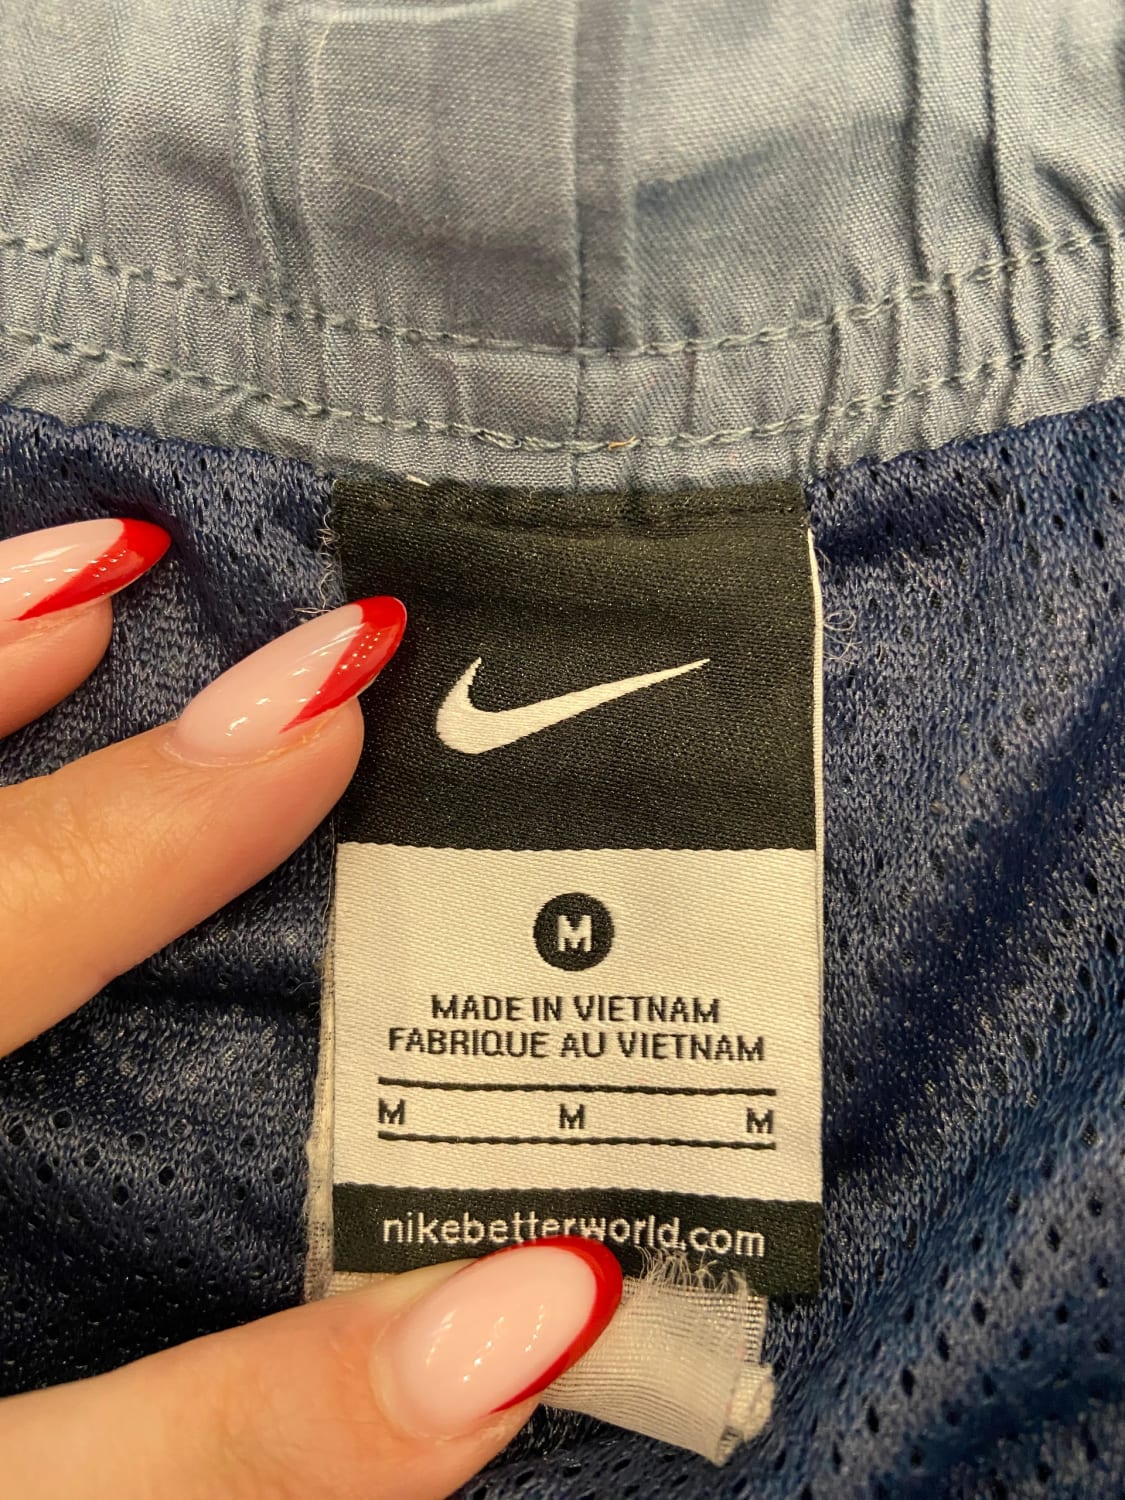 M
MADE IN VIETNAM
FABRIQUE AU VIETNAM
M M M
nikebetterworld.com